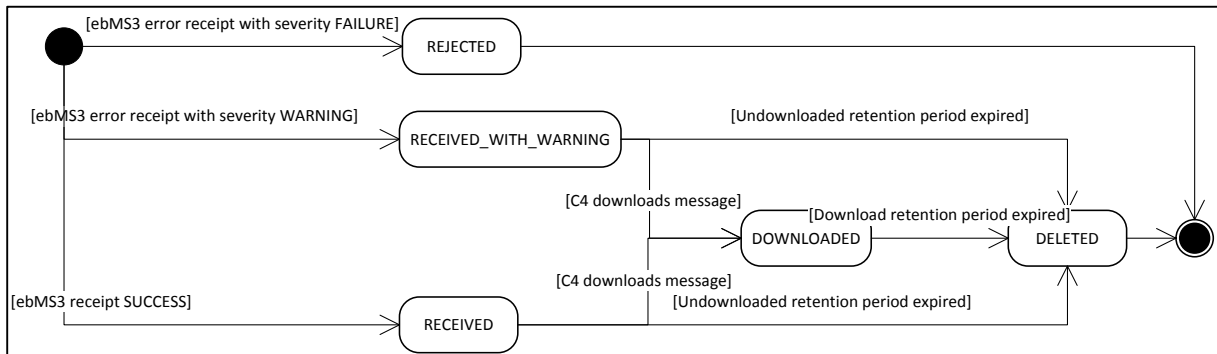 [ebMS3 error receipt with severity FAILURE]
REJECTED
[ebMS3 error receipt with severity WARNING]
[Undownloaded retention period expired]
RECEIVED_WITH_WARNING
[C4 downloads message]
[Download retention period expired]
DOWNLOADED
DELETED
[C4 downloads message]
[ebMS3 receipt SUCCESS]
[Undownloaded retention period expired]
RECEIVED